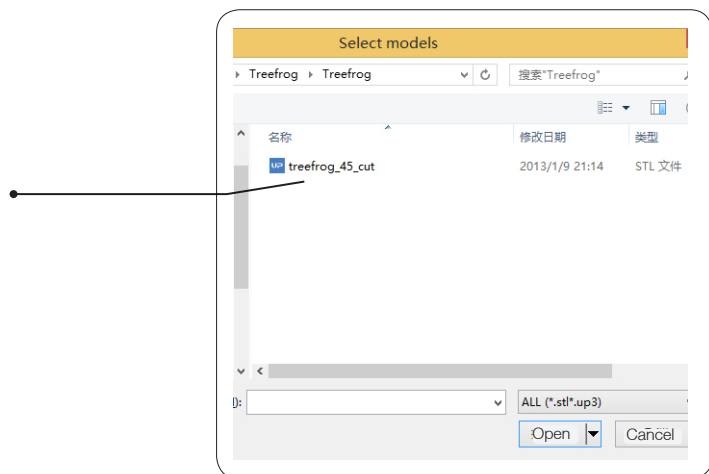 Select models
Treefrog Treefrog 搜索"Treefrog"
名称 修改日期 类型
UP treefrog_45_cut 2013/1/9 21:14 STL 文件
): ALL (*.stl*.up3)
Open Cancel